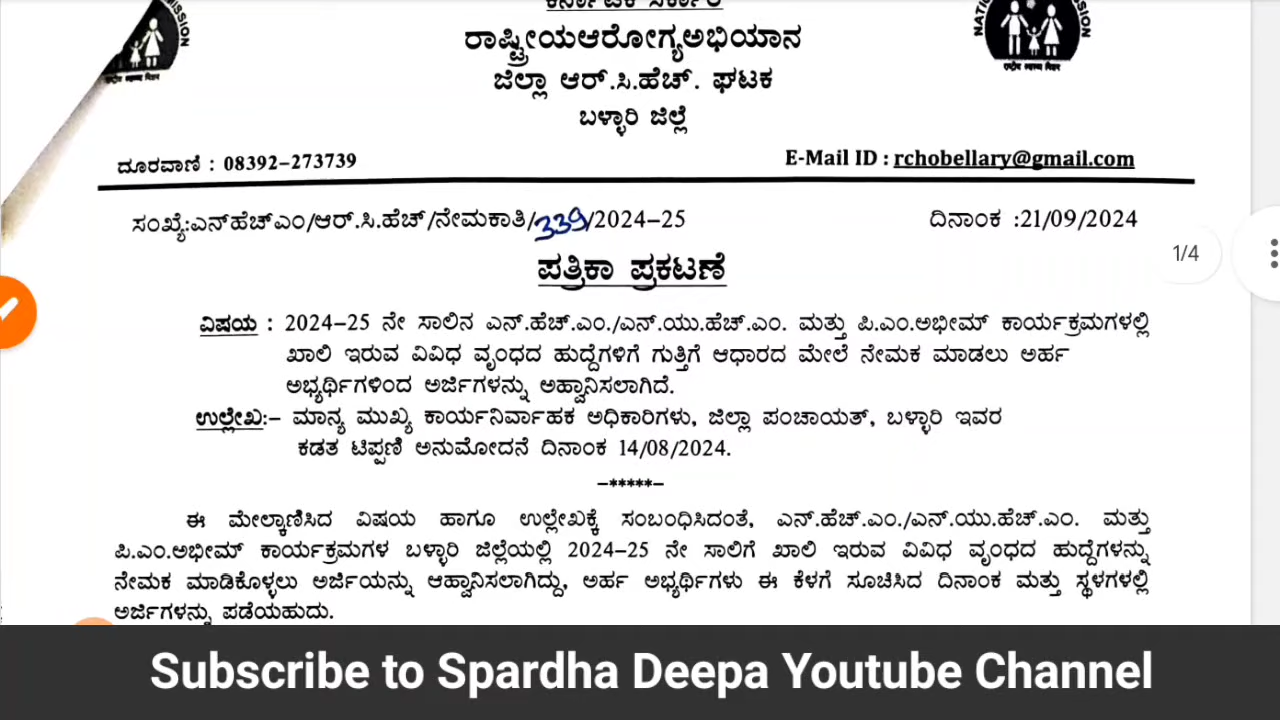 ಕರ್ನಾಟಕ ಸರ್ಕಾರ
ರಾಷ್ಟ್ರೀಯಆರೋಗ್ಯಅಭಿಯಾನ
ಜಿಲ್ಲಾ ಆರ್.ಸಿ.ಹೆಚ್. ಘಟಕ
ಬಳ್ಳಾರಿ ಜಿಲ್ಲೆ
ದೂರವಾಣಿ : 08392-273739
E-Mail ID : rchobellary@gmail.com
ಸಂಖ್ಯೆ:ಎನ್‌ಹೆಚ್‌ಎಂ/ಆರ್.ಸಿ.ಹೆಚ್/ನೇಮಕಾತಿ/339/2024-25
ದಿನಾಂಕ :21/09/2024
1/4
ಪತ್ರಿಕಾ ಪ್ರಕಟಣೆ
ವಿಷಯ : 2024-25 ನೇ ಸಾಲಿನ ಎನ್.ಹೆಚ್.ಎಂ./ಎನ್.ಯು.ಹೆಚ್.ಎಂ. ಮತ್ತು ಪಿ.ಎಂ.ಅಭೀಮ್ ಕಾರ್ಯಕ್ರಮಗಳಲ್ಲಿ
ಖಾಲಿ ಇರುವ ವಿವಿಧ ವೃಂಧದ ಹುದ್ದೆಗಳಿಗೆ ಗುತ್ತಿಗೆ ಆಧಾರದ ಮೇಲೆ ನೇಮಕ ಮಾಡಲು ಅರ್ಹ
ಅಭ್ಯರ್ಥಿಗಳಿಂದ ಅರ್ಜಿಗಳನ್ನು ಅಹ್ವಾನಿಸಲಾಗಿದೆ.
ಉಲ್ಲೇಖ:- ಮಾನ್ಯ ಮುಖ್ಯ ಕಾರ್ಯನಿರ್ವಾಹಕ ಅಧಿಕಾರಿಗಳು, ಜಿಲ್ಲಾ ಪಂಚಾಯತ್, ಬಳ್ಳಾರಿ ಇವರ
ಕಡತ ಟಿಪ್ಪಣಿ ಅನುಮೋದನೆ ದಿನಾಂಕ 14/08/2024.
-*****-
ಈ ಮೇಲ್ಕಾಣಿಸಿದ ವಿಷಯ ಹಾಗೂ ಉಲ್ಲೇಖಕ್ಕೆ ಸಂಬಂಧಿಸಿದಂತೆ, ಎನ್.ಹೆಚ್.ಎಂ./ಎನ್.ಯು.ಹೆಚ್.ಎಂ. ಮತ್ತು
ಪಿ.ಎಂ.ಅಭೀಮ್ ಕಾರ್ಯಕ್ರಮಗಳ ಬಳ್ಳಾರಿ ಜಿಲ್ಲೆಯಲ್ಲಿ 2024-25 ನೇ ಸಾಲಿಗೆ ಖಾಲಿ ಇರುವ ವಿವಿಧ ವೃಂಧದ ಹುದ್ದೆಗಳನ್ನು
ನೇಮಕ ಮಾಡಿಕೊಳ್ಳಲು ಅರ್ಜಿಯನ್ನು ಆಹ್ವಾನಿಸಲಾಗಿದ್ದು, ಅರ್ಹ ಅಭ್ಯರ್ಥಿಗಳು ಈ ಕೆಳಗೆ ಸೂಚಿಸಿದ ದಿನಾಂಕ ಮತ್ತು ಸ್ಥಳಗಳಲ್ಲಿ
ಅರ್ಜಿಗಳನ್ನು ಪಡೆಯಹುದು.
Subscribe to Spardha Deepa Youtube Channel